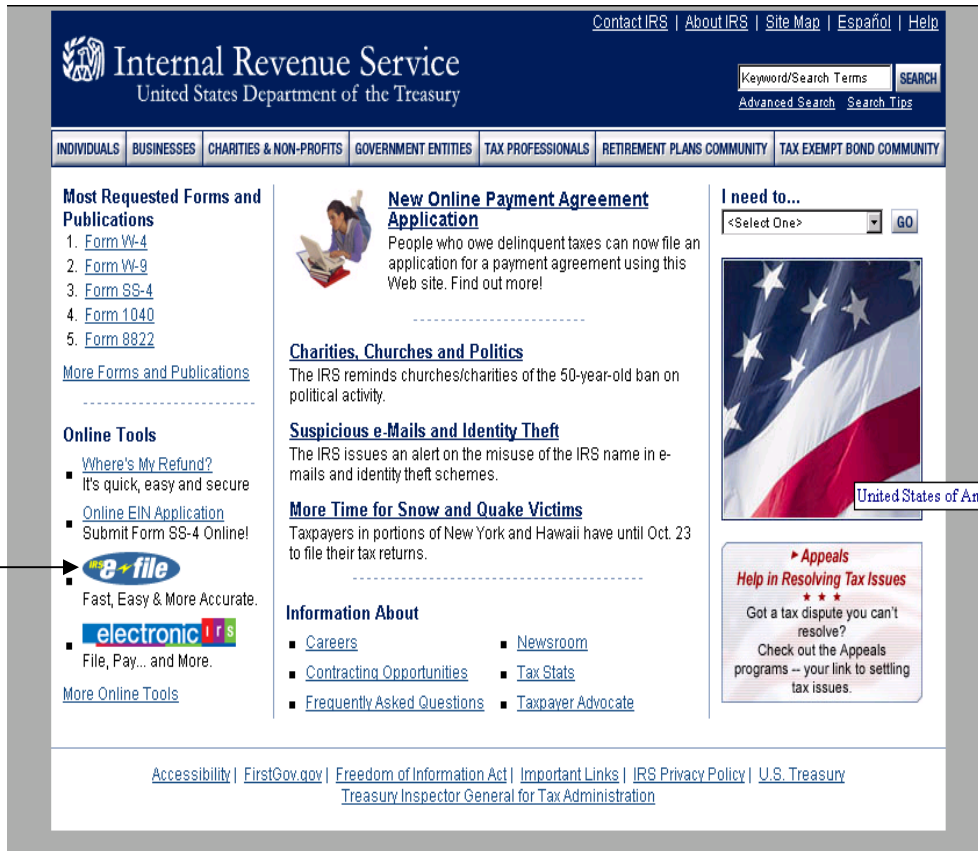 Contact IRS | About IRS | Site Map | Español | Help
Internal Revenue Service
United States Department of the Treasury
Keyword/Search Terms SEARCH
Advanced Search Search Tips
INDIVIDUALS BUSINESSES CHARITIES & NON-PROFITS GOVERNMENT ENTITIES TAX PROFESSIONALS RETIREMENT PLANS COMMUNITY TAX EXEMPT BOND COMMUNITY
Most Requested Forms and
Publications
1. Form W-4
2. Form W-9
3. Form SS-4
4. Form 1040
5. Form 8822
More Forms and Publications
Online Tools
Where's My Refund?
It's quick, easy and secure
Online EIN Application
Submit Form SS-4 Online!
IRS e-file
Fast, Easy & More Accurate.
electronic irs
File, Pay... and More.
More Online Tools
New Online Payment Agreement
Application
People who owe delinquent taxes can now file an
application for a payment agreement using this
Web site. Find out more!
Charities, Churches and Politics
The IRS reminds churches/charities of the 50-year-old ban on
political activity.
Suspicious e-Mails and Identity Theft
The IRS issues an alert on the misuse of the IRS name in e-
mails and identity theft schemes.
More Time for Snow and Quake Victims
Taxpayers in portions of New York and Hawaii have until Oct. 23
to file their tax returns.
Information About
Careers
Contracting Opportunities
Frequently Asked Questions
Newsroom
Tax Stats
Taxpayer Advocate
I need to...
<Select One> GO
United States of Am
Appeals
Help in Resolving Tax Issues
Got a tax dispute you can't
resolve?
Check out the Appeals
programs -- your link to settling
tax issues.
Accessibility | FirstGov.gov | Freedom of Information Act | Important Links | IRS Privacy Policy | U.S. Treasury
Treasury Inspector General for Tax Administration